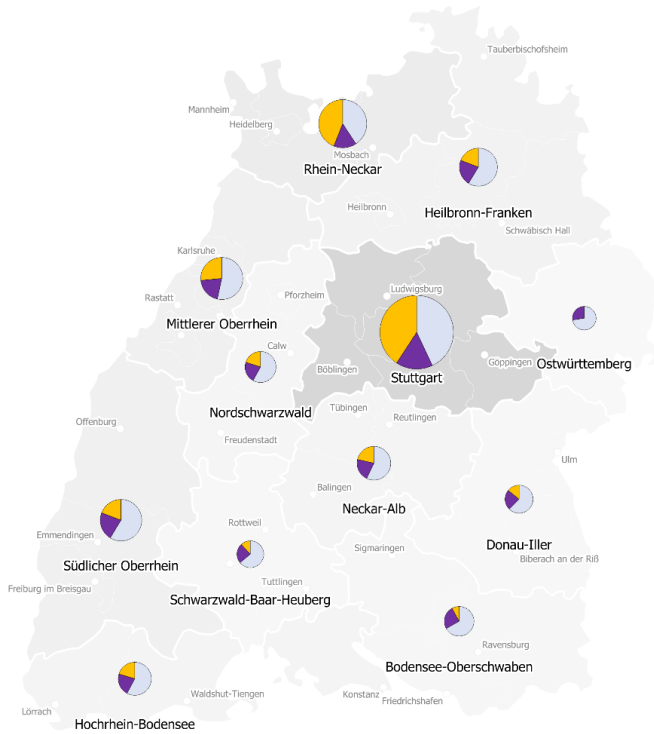 Tauberbischofsheim
Mannheim
Heidelberg
Mosbach
Rhein-Neckar
Heilbronn
Heilbronn-Franken
Schwäbisch Hall
Karlsruhe
Rastatt
Pforzheim
Ludwigsburg
Mittlerer Oberrhein
Calw
Böblingen
Göppingen
Ostwürttemberg
Stuttgart
Nordschwarzwald
Tübingen
Reutlingen
Offenburg
Freudenstadt
Ulm
Balingen
Neckar-Alb
Rottweil
Emmendingen
Sigmaringen
Donau-Iller
Biberach an der Riß
Südlicher Oberrhein
Freiburg im Breisgau
Tuttlingen
Schwarzwald-Baar-Heuberg
Ravensburg
Bodensee-Oberschwaben
Waldshut-Tiengen
Konstanz
Friedrichshafen
Lörrach
Hochrhein-Bodensee